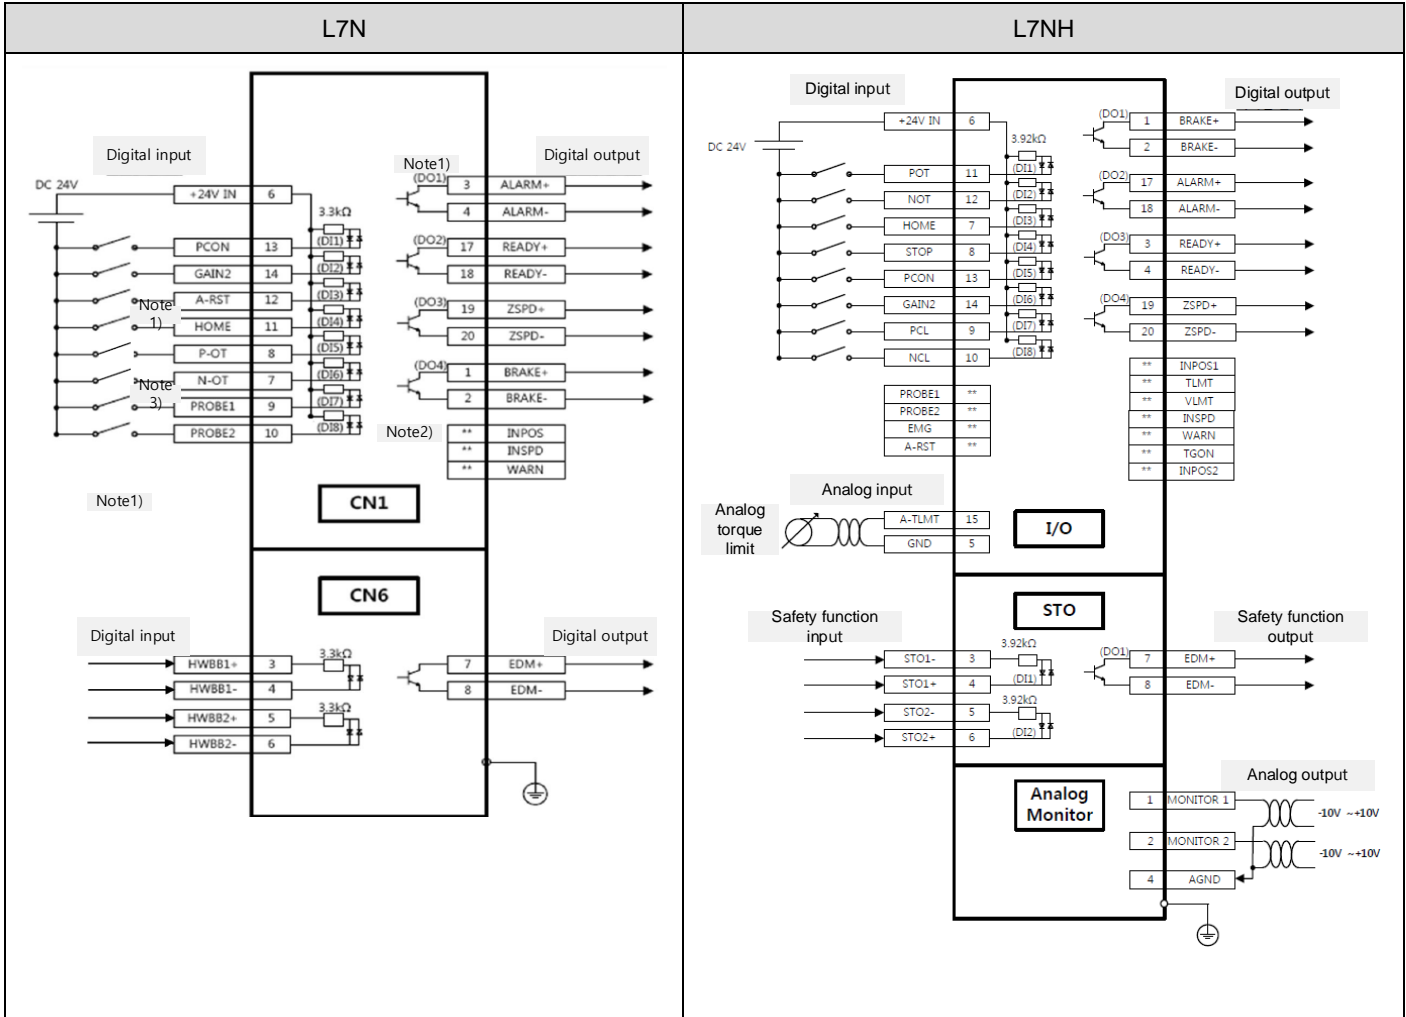 L7N
L7NH
Digital input
DC 24V
+24V IN 6
3.3kΩ
PCON 13 (DI1)
GAIN2 14 (DI2)
A-RST 12 (DI3)
Note 1)
HOME 11 (DI4)
P-OT 8 (DI5)
N-OT 7 (DI6)
Note 3)
PROBE1 9 (DI7)
PROBE2 10 (DI8)
Note1)
Digital output
Note1)
(DO1) 3 ALARM+
4 ALARM-
(DO2) 17 READY+
18 READY-
(DO3) 19 ZSPD+
20 ZSPD-
(DO4) 1 BRAKE+
2 BRAKE-
Note2)
** INPOS
** INSPD
** WARN
CN1
CN6
Digital input
3.3kΩ
HWBB1+ 3
HWBB1- 4
3.3kΩ
HWBB2+ 5
HWBB2- 6
Digital output
7 EDM+
8 EDM-
Digital input
DC 24V
+24V IN 6
3.92kΩ
POT 11 (DI1)
NOT 12 (DI2)
HOME 7 (DI3)
STOP 8 (DI4)
PCON 13 (DI5)
GAIN2 14 (DI6)
PCL 9 (DI7)
NCL 10 (DI8)
PROBE1 **
PROBE2 **
EMG **
A-RST **
Digital output
(DO1) 1 BRAKE+
2 BRAKE-
(DO2) 17 ALARM+
18 ALARM-
(DO3) 3 READY+
4 READY-
(DO4) 19 ZSPD+
20 ZSPD-
** INPOS1
** TLMT
** VLMT
** INSPD
** WARN
** TGON
** INPOS2
Analog input
Analog
torque
limit
A-TLMT 15
GND 5
I/O
STO
Safety function
input
3.92kΩ
STO1- 3
STO1+ 4 (DI1)
3.92kΩ
STO2- 5
STO2+ 6 (DI2)
Safety function
output
(DO1) 7 EDM+
8 EDM-
Analog
Monitor
Analog output
1 MONITOR 1
-10V ~+10V
2 MONITOR 2
-10V ~+10V
4 AGND